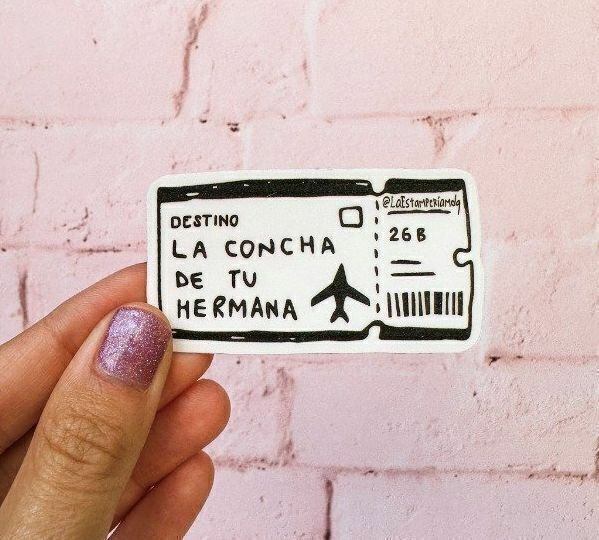 DESTINO
LA CONCHA
DE TU
HERMANA
@LaEstamperiamdq
26B